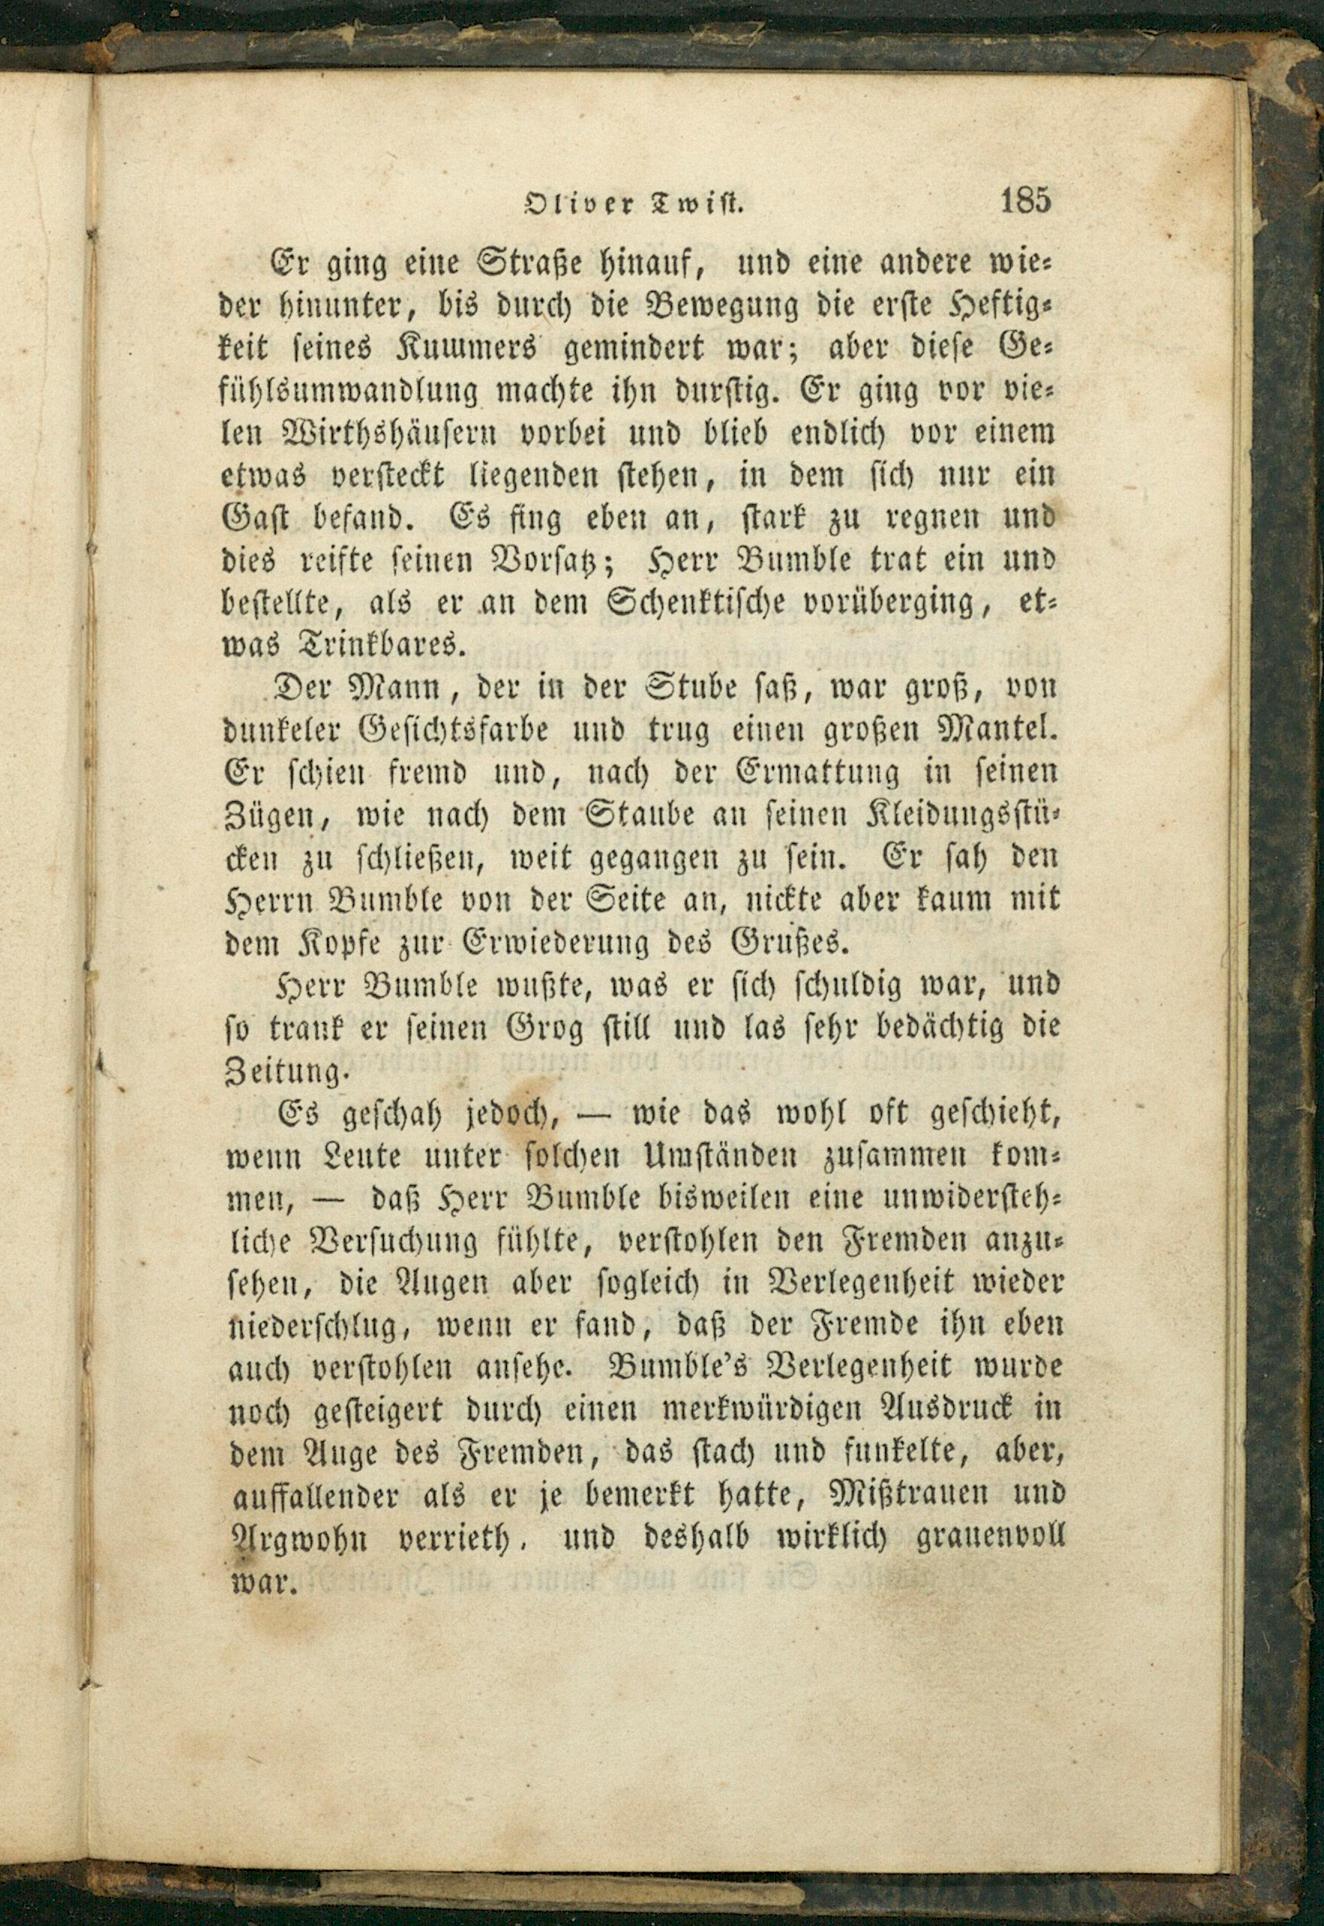 Oliver Twist. 185
Er ging eine Straße hinauf, und eine andere wie-
der hinunter, bis durch die Bewegung die erste Heftig-
keit seines Kummers gemindert war; aber diese Ge-
fühlsumwandlung machte ihn durstig. Er ging vor vie-
len Wirthshäusern vorbei und blieb endlich vor einem
etwas versteckt liegenden stehen, in dem sich nur ein
Gast befand. Es fing eben an, stark zu regnen und
dies reifte seinen Vorsatz; Herr Bumble trat ein und
bestellte, als er an dem Schenktische vorüberging, et-
was Trinkbares.
Der Mann, der in der Stube saß, war groß, von
dunkeler Gesichtsfarbe und trug einen großen Mantel.
Er schien fremd und, nach der Ermattung in seinen
Zügen, wie nach dem Staube an seinen Kleidungsstü-
cken zu schließen, weit gegangen zu sein. Er sah den
Herrn Bumble von der Seite an, nickte aber kaum mit
dem Kopfe zur Erwiederung des Grußes.
Herr Bumble wußte, was er sich schuldig war, und
so trank er seinen Grog still und las sehr bedächtig die
Zeitung.
Es geschah jedoch, — wie das wohl oft geschieht,
wenn Leute unter solchen Umständen zusammen kom-
men, — daß Herr Bumble bisweilen eine unwidersteh-
liche Versuchung fühlte, verstohlen den Fremden anzu-
sehen, die Augen aber sogleich in Verlegenheit wieder
niederschlug, wenn er fand, daß der Fremde ihn eben
auch verstohlen ansehe. Bumble's Verlegenheit wurde
noch gesteigert durch einen merkwürdigen Ausdruck in
dem Auge des Fremden, das stach und funkelte, aber,
auffallender als er je bemerkt hatte, Mißtrauen und
Argwohn verrieth, und deshalb wirklich grauenvoll
war.